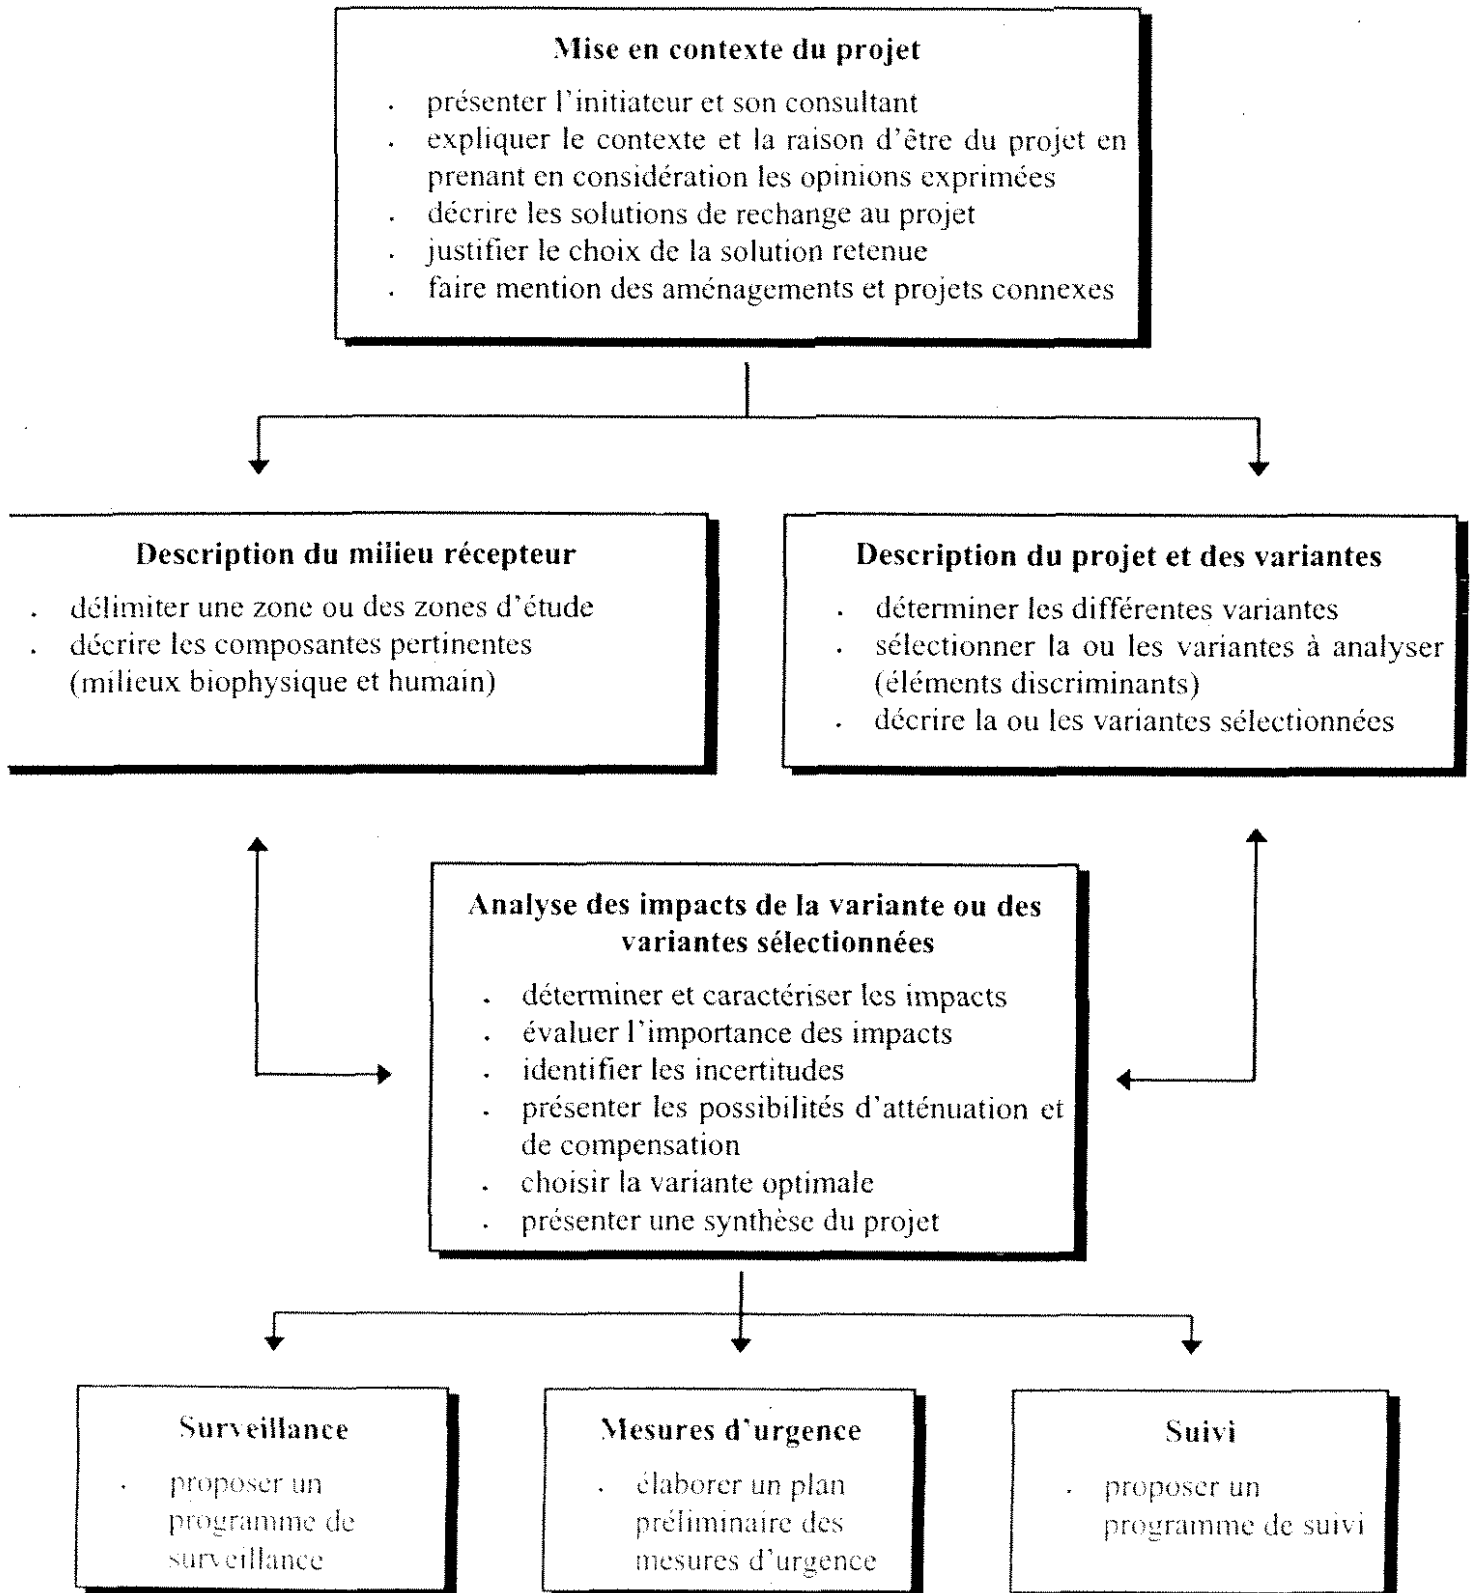 Mise en contexte du projet
. présenter l'initiateur et son consultant
. expliquer le contexte et la raison d'être du projet en
prenant en considération les opinions exprimées
. décrire les solutions de rechange au projet
. justifier le choix de la solution retenue
. faire mention des aménagements et projets connexes
Description du milieu récepteur
. délimiter une zone ou des zones d'étude
. décrire les composantes pertinentes
(milieux biophysique et humain)
Description du projet et des variantes
. déterminer les différentes variantes
. sélectionner la ou les variantes à analyser
(éléments discriminants)
. décrire la ou les variantes sélectionnées
Analyse des impacts de la variante ou des
variantes sélectionnées
. déterminer et caractériser les impacts
. évaluer l'importance des impacts
. identifier les incertitudes
. présenter les possibilités d'atténuation et
de compensation
. choisir la variante optimale
. présenter une synthèse du projet
Surveillance
. proposer un
programme de
surveillance
Mesures d'urgence
. élaborer un plan
préliminaire des
mesures d'urgence
Suivi
. proposer un
programme de suivi